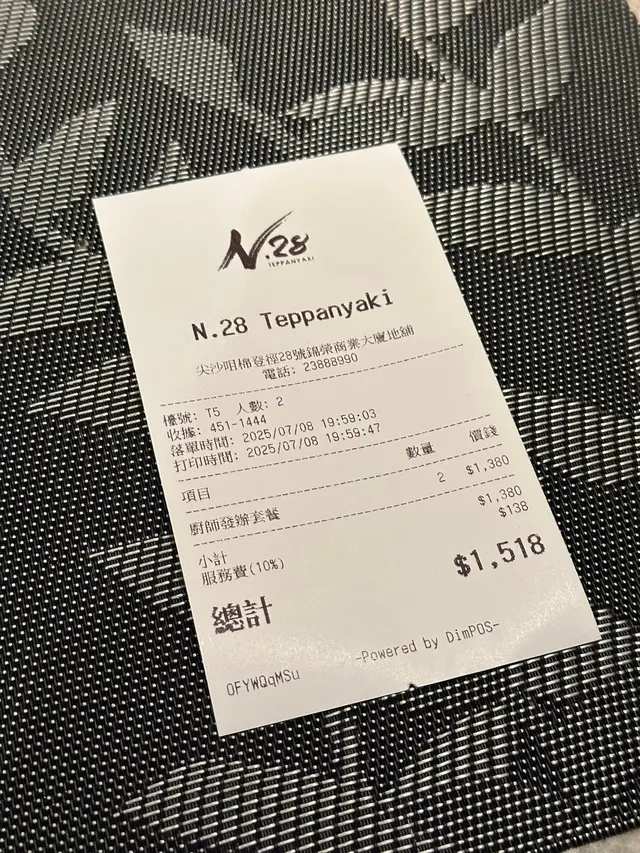 N.28
TEPPANYAKI
N.28 Teppanyaki
尖沙咀棉登徑28號錦榮商業大廈地舖
電話: 23888990
檯號: T5 人數: 2
收據: 451-1444
落單時間: 2025/07/08 19:59:03
打印時間: 2025/07/08 19:59:47
項目 數量 價錢
廚師發辦套餐 2 $1,380
小計 $1,380
服務費(10%) $138
總計 $1,518
-Powered by DimPOS-
OFYWQqMSu